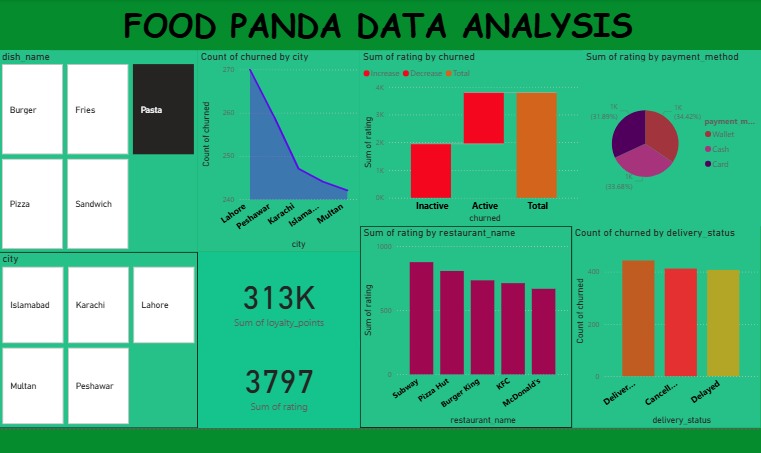 FOOD PANDA DATA ANALYSIS
dish_name
Burger
Fries
Pasta
Pizza
Sandwich
city
Islamabad
Karachi
Lahore
Multan
Peshawar
Count of churned by city
Count of churned
270
260
250
240
Lahore
Peshawar
Karachi
Islama...
Multan
city
313K
Sum of loyalty_points
3797
Sum of rating
Sum of rating by churned
Increase Decrease Total
Sum of rating
4K
3K
2K
1K
0K
Inactive
Active
Total
churned
Sum of rating by payment_method
1K
(34.42%)
1K
(33.68%)
1K
(31.89%)
payment m...
Wallet
Cash
Card
Sum of rating by restaurant_name
Sum of rating
1000
500
0
Subway
Pizza Hut
Burger King
KFC
McDonald's
restaurant_name
Count of churned by delivery_status
Count of churned
400
200
0
Deliver...
Cancell...
Delayed
delivery_status